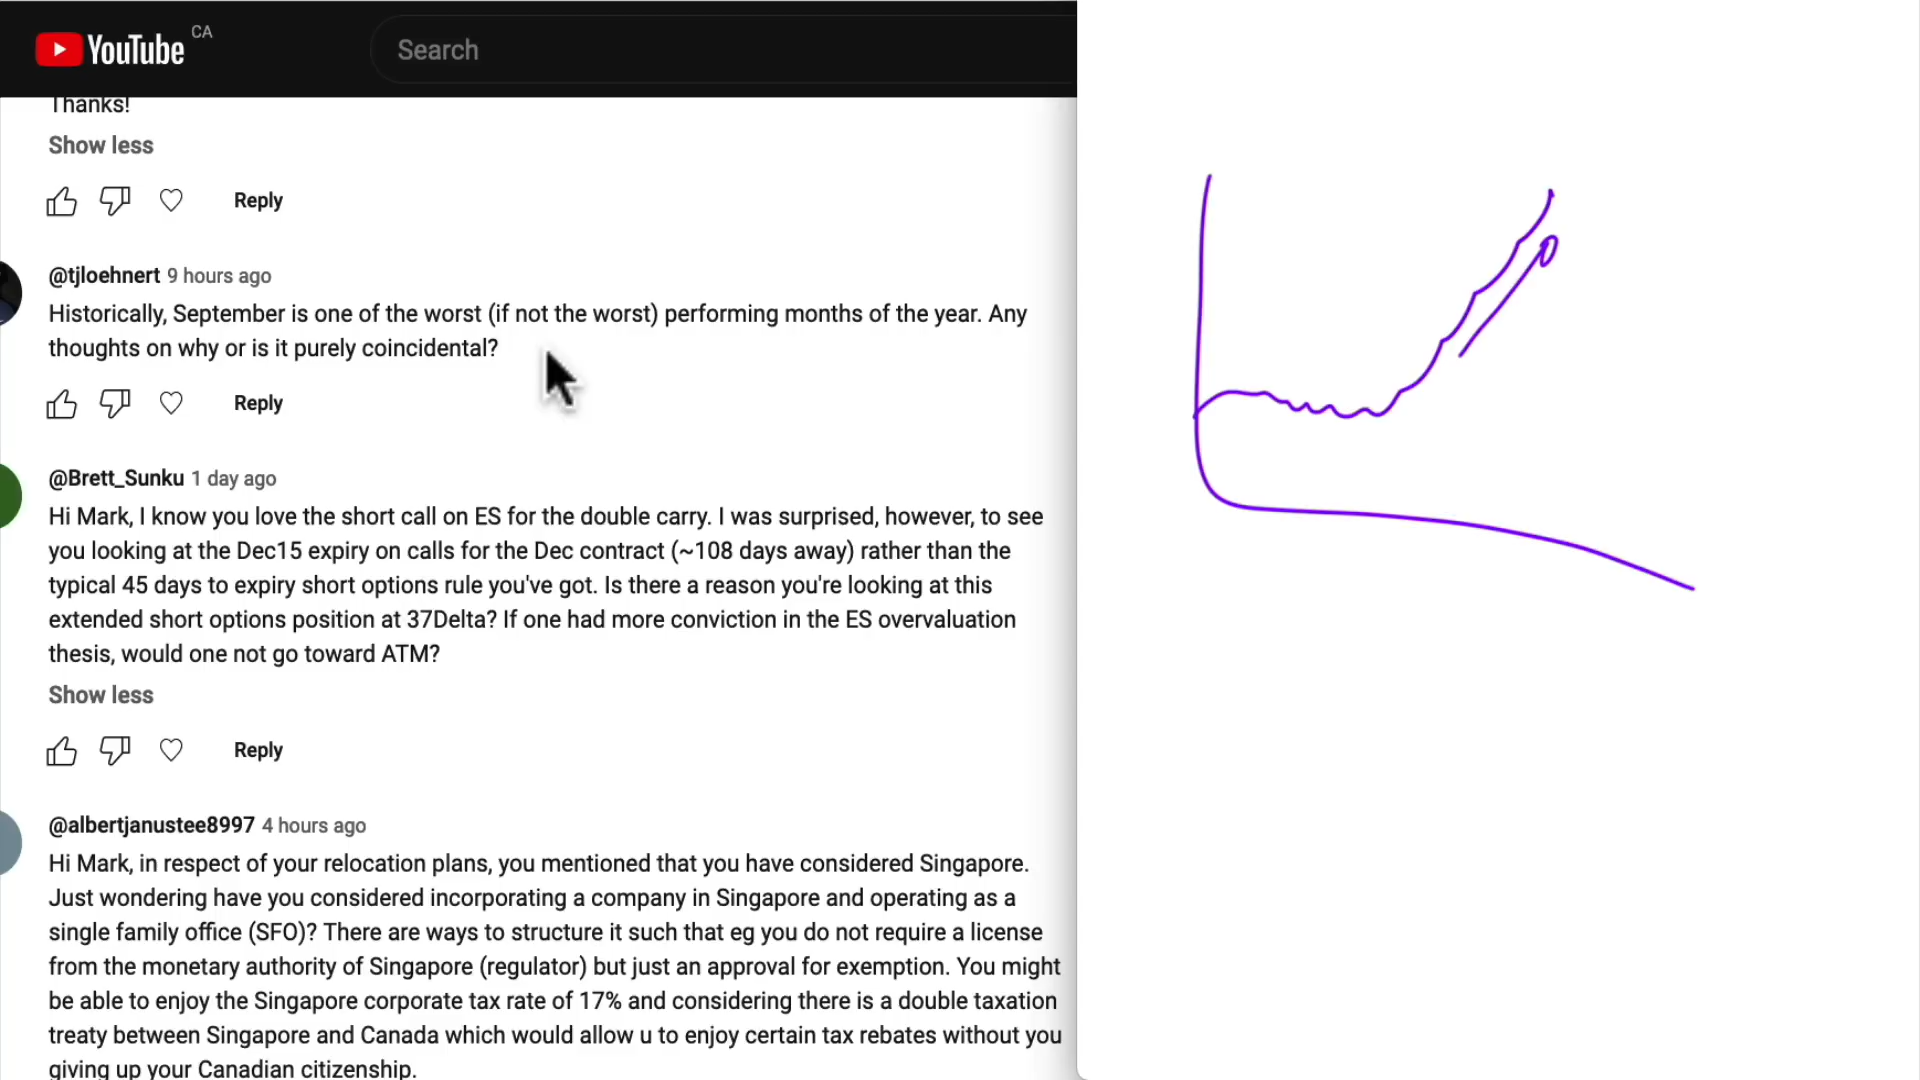 YouTube CA
Search
Thanks!
Show less
Reply
@tjloehnert 9 hours ago
Historically, September is one of the worst (if not the worst) performing months of the year. Any
thoughts on why or is it purely coincidental?
Reply
@Brett_Sunku 1 day ago
Hi Mark, I know you love the short call on ES for the double carry. I was surprised, however, to see
you looking at the Dec15 expiry on calls for the Dec contract (~108 days away) rather than the
typical 45 days to expiry short options rule you've got. Is there a reason you're looking at this
extended short options position at 37Delta? If one had more conviction in the ES overvaluation
thesis, would one not go toward ATM?
Show less
Reply
@albertjanustee8997 4 hours ago
Hi Mark, in respect of your relocation plans, you mentioned that you have considered Singapore.
Just wondering have you considered incorporating a company in Singapore and operating as a
single family office (SFO)? There are ways to structure it such that eg you do not require a license
from the monetary authority of Singapore (regulator) but just an approval for exemption. You might
be able to enjoy the Singapore corporate tax rate of 17% and considering there is a double taxation
treaty between Singapore and Canada which would allow u to enjoy certain tax rebates without you
giving up your Canadian citizenship.